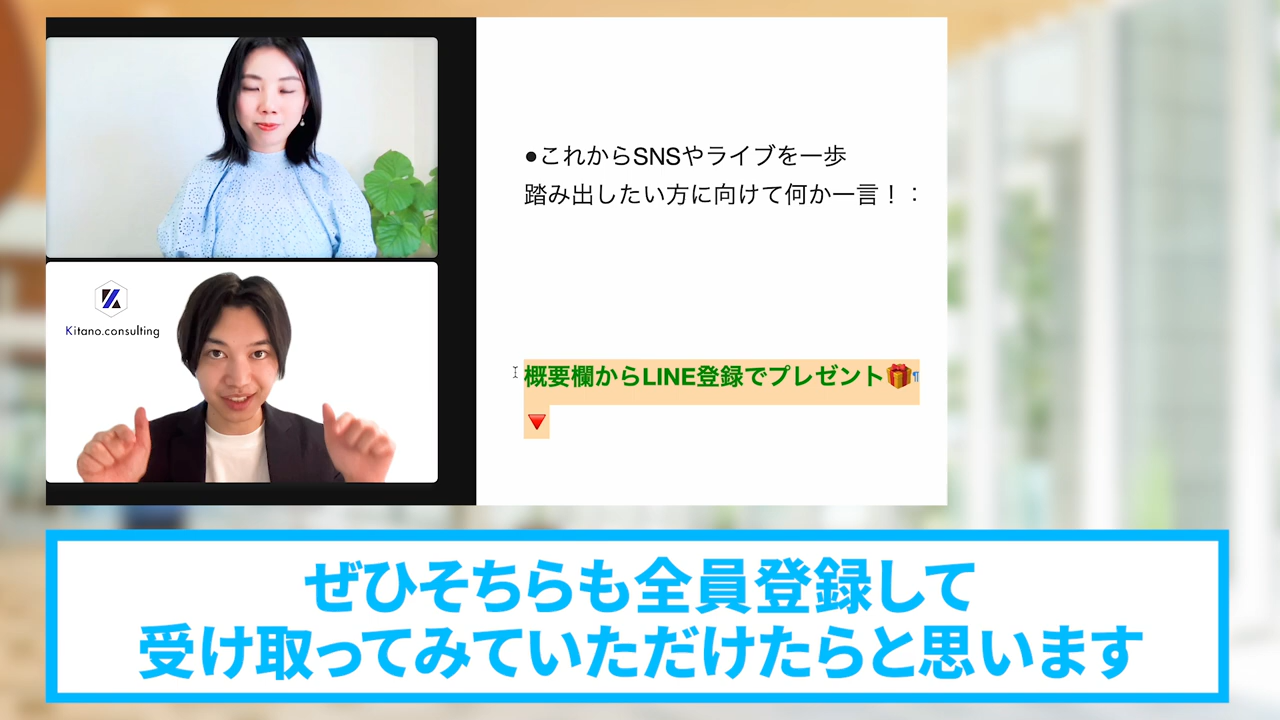 Kitano.consulting
●これからSNSやライブを一歩
踏み出したい方に向けて何か一言！：
概要欄からLINE登録でプレゼント🎁¶
🔻
ぜひそちらも全員登録して
受け取ってみていただけたらと思います